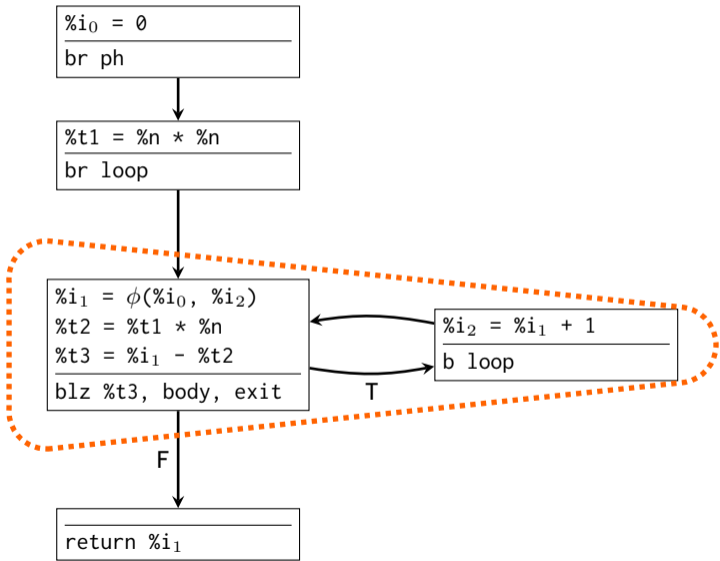 %i₀ = 0
br ph
%t1 = %n * %n
br loop
%i₁ = ϕ(%i₀, %i₂)
%t2 = %t1 * %n
%t3 = %i₁ - %t2
blz %t3, body, exit
%i₂ = %i₁ + 1
b loop
T
F
return %i₁